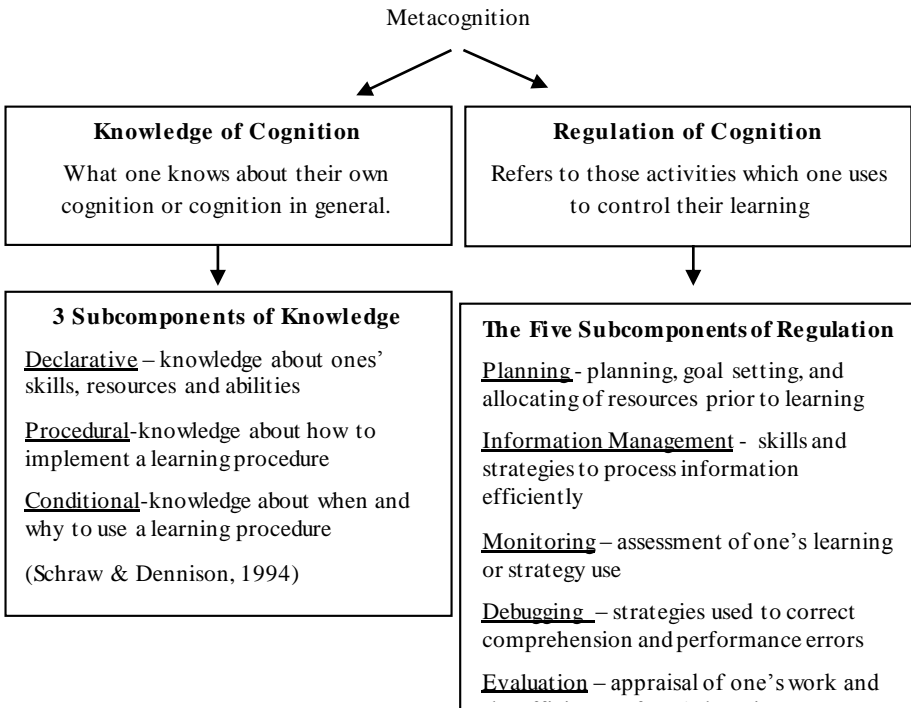 Metacognition
Knowledge of Cognition
What one knows about their own
cognition or cognition in general.
Regulation of Cognition
Refers to those activities which one uses
to control their learning
3 Subcomponents of Knowledge
Declarative – knowledge about ones'
skills, resources and abilities
Procedural-knowledge about how to
implement a learning procedure
Conditional-knowledge about when and
why to use a learning procedure
(Schraw & Dennison, 1994)
The Five Subcomponents of Regulation
Planning - planning, goal setting, and
allocating of resources prior to learning
Information Management - skills and
strategies to process information
efficiently
Monitoring – assessment of one's learning
or strategy use
Debugging – strategies used to correct
comprehension and performance errors
Evaluation – appraisal of one's work and